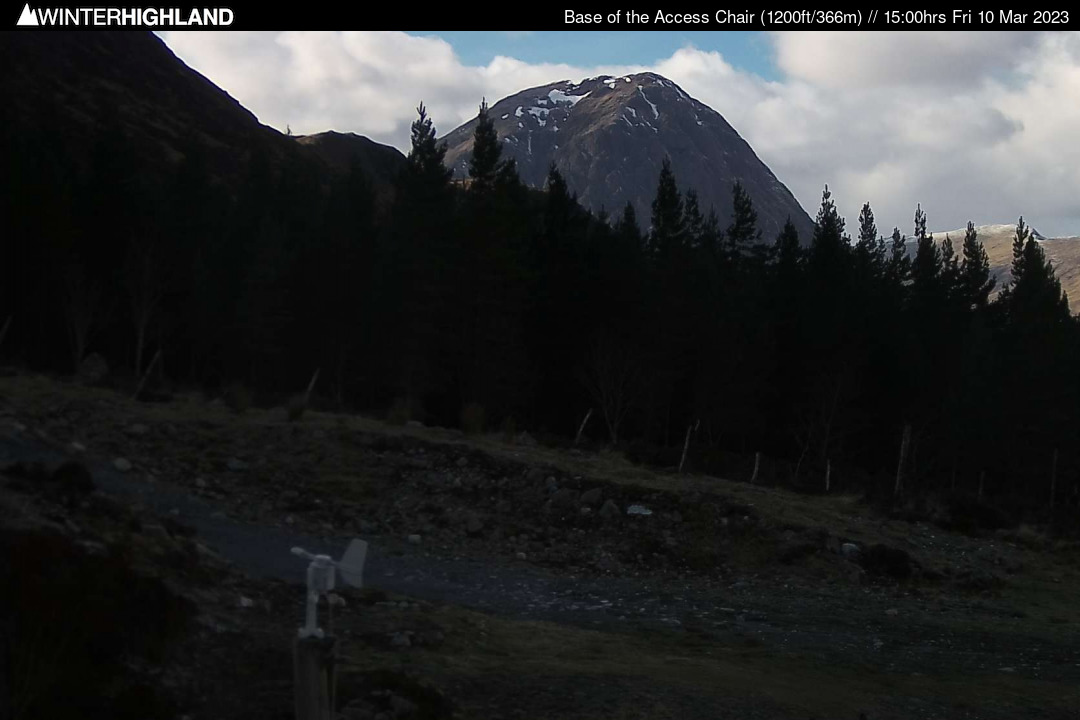 WINTERHIGHLAND Base of the Access Chair (1200ft/366m) // 15:00hrs Fri 10 Mar 2023